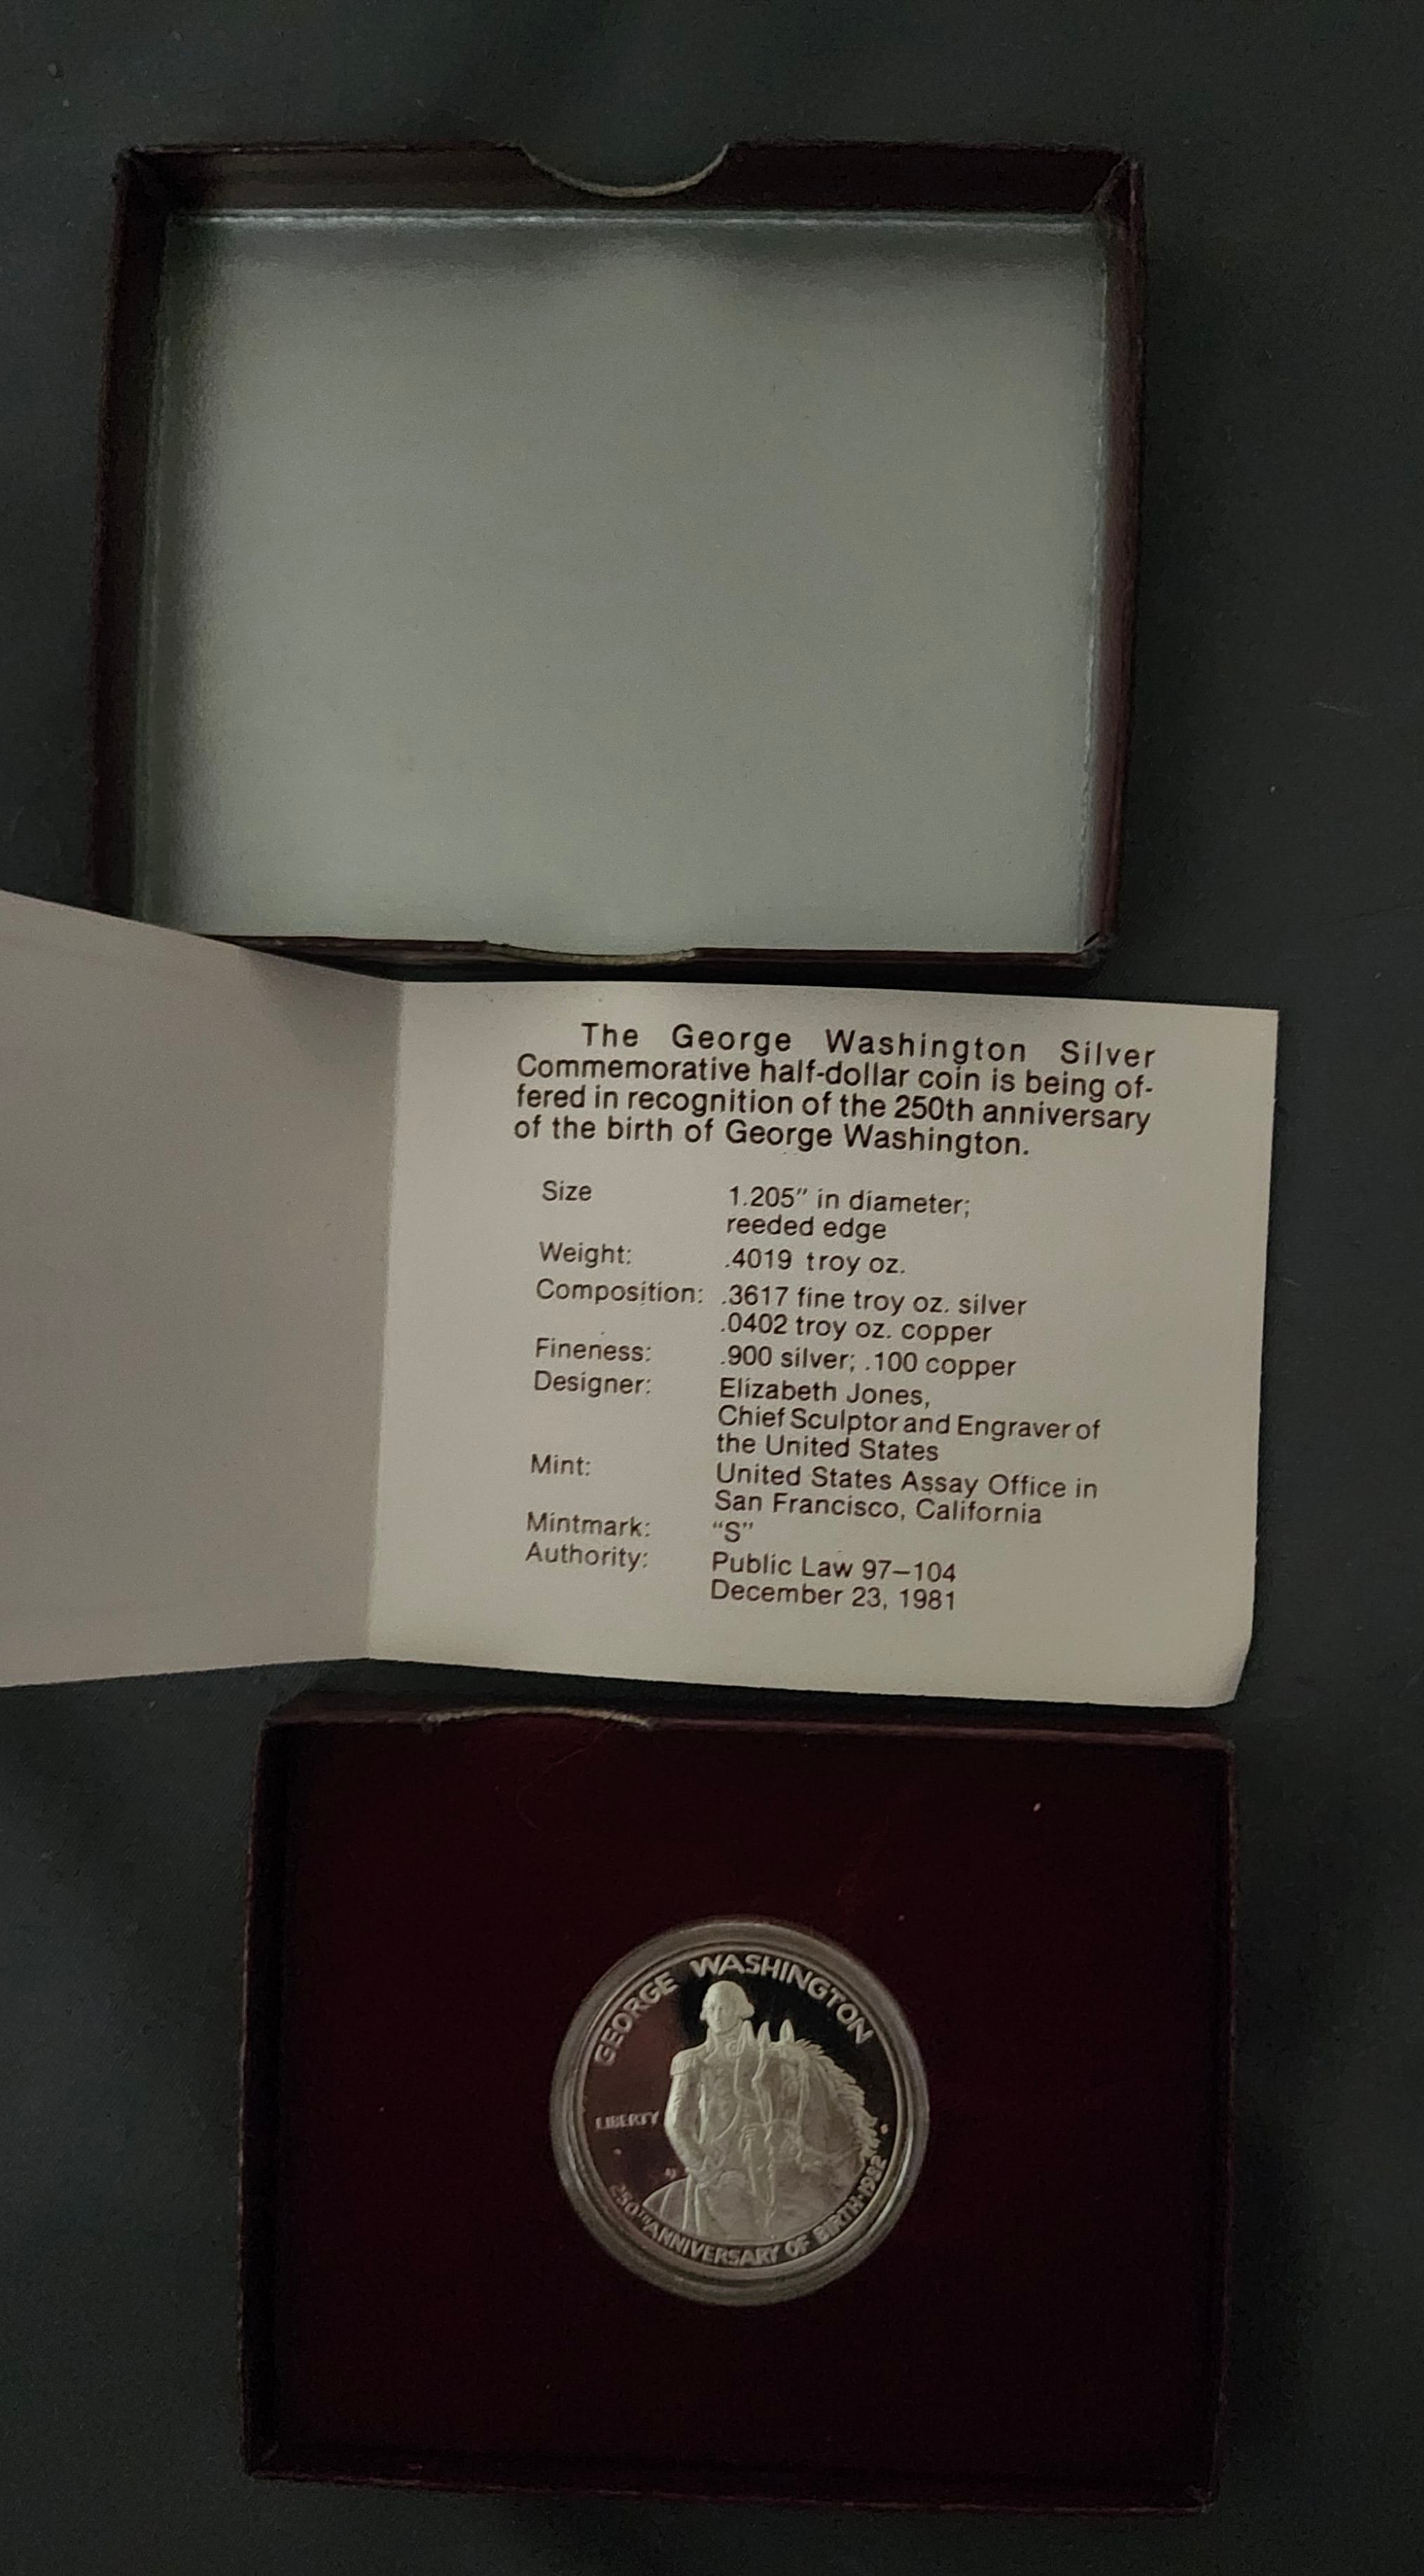 The George Washington Silver
Commemorative half-dollar coin is being of-
fered in recognition of the 250th anniversary
of the birth of George Washington.
Size 1.205" in diameter;
reeded edge
Weight: .4019 troy oz.
Composition: .3617 fine troy oz. silver
.0402 troy oz. copper
Fineness: .900 silver; .100 copper
Designer: Elizabeth Jones,
Chief Sculptor and Engraver of
the United States
Mint: United States Assay Office in
San Francisco, California
Mintmark: "S"
Authority: Public Law 97–104
December 23, 1981
GEORGE WASHINGTON
LIBERTY
250TH ANNIVERSARY OF BIRTH·1982